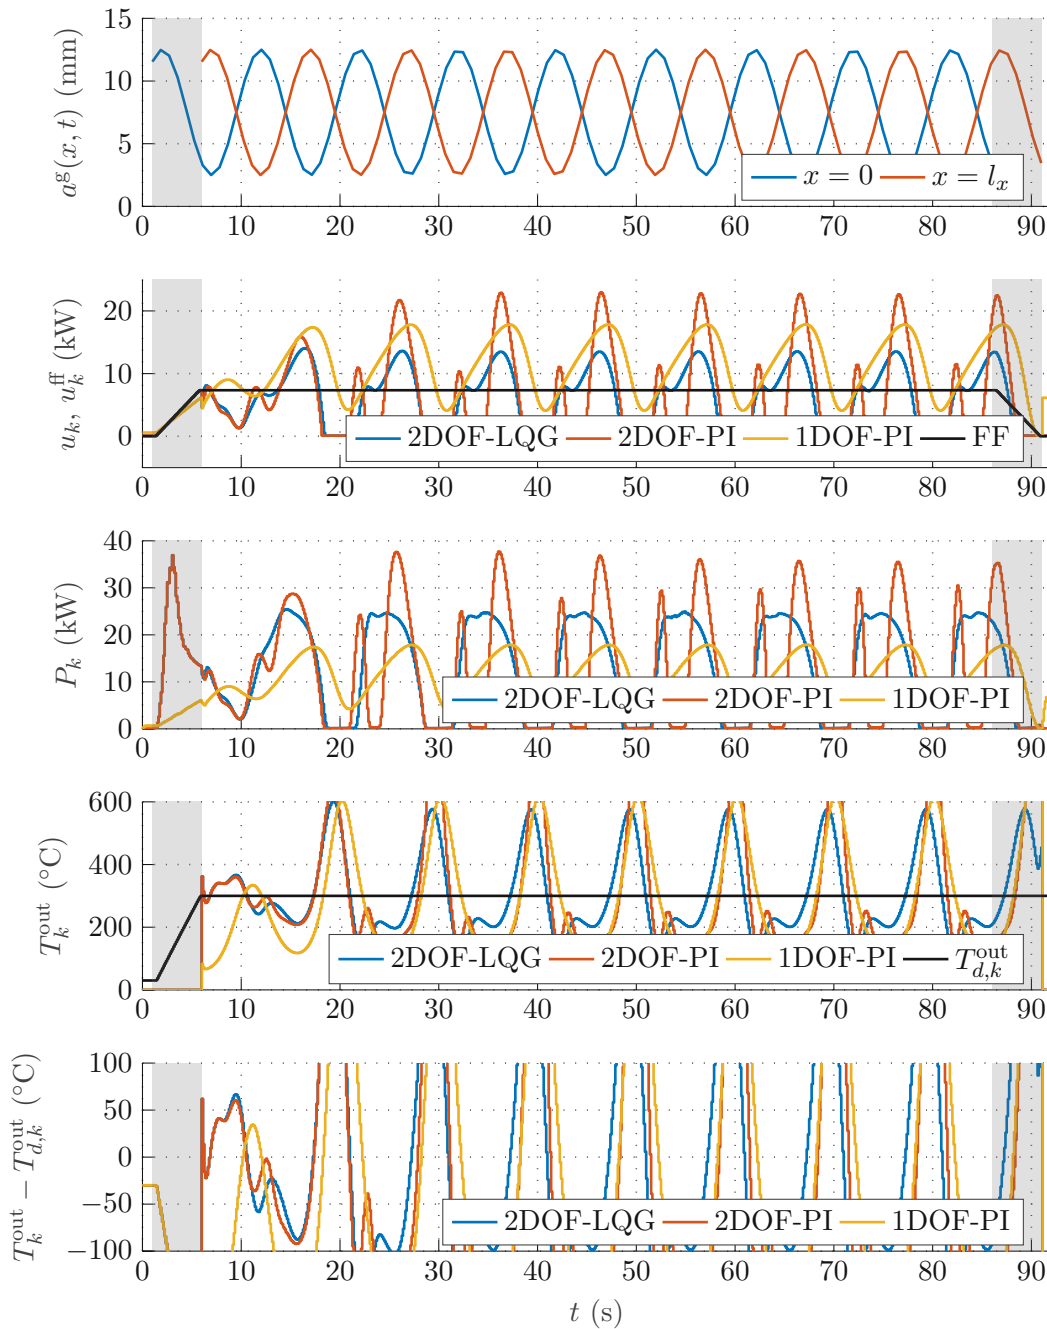 15
10
5
0
a^g(x, t) (mm)
x = 0 x = l_x
0 10 20 30 40 50 60 70 80 90
20
10
0
u_k, u_k^ff (kW)
2DOF-LQG 2DOF-PI 1DOF-PI FF
0 10 20 30 40 50 60 70 80 90
40
30
20
10
0
P_k (kW)
2DOF-LQG 2DOF-PI 1DOF-PI
0 10 20 30 40 50 60 70 80 90
600
400
200
0
T_k^out (°C)
2DOF-LQG 2DOF-PI 1DOF-PI T_{d,k}^out
0 10 20 30 40 50 60 70 80 90
100
50
0
−50
−100
T_k^out − T_{d,k}^out (°C)
2DOF-LQG 2DOF-PI 1DOF-PI
0 10 20 30 40 50 60 70 80 90
t (s)